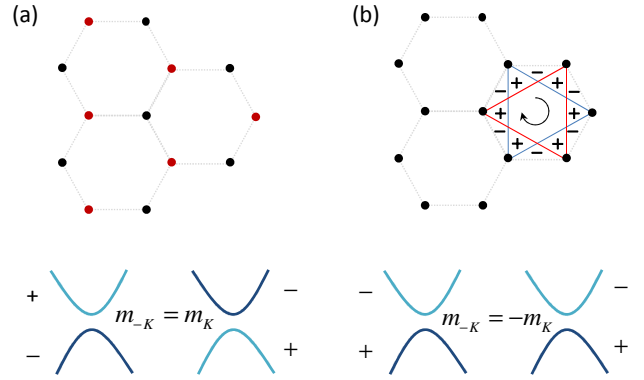 (a)
(b)
− + + − − + + − + + − + + −
+ − m_{-K} = m_K − +
− + m_{-K} = -m_K − +